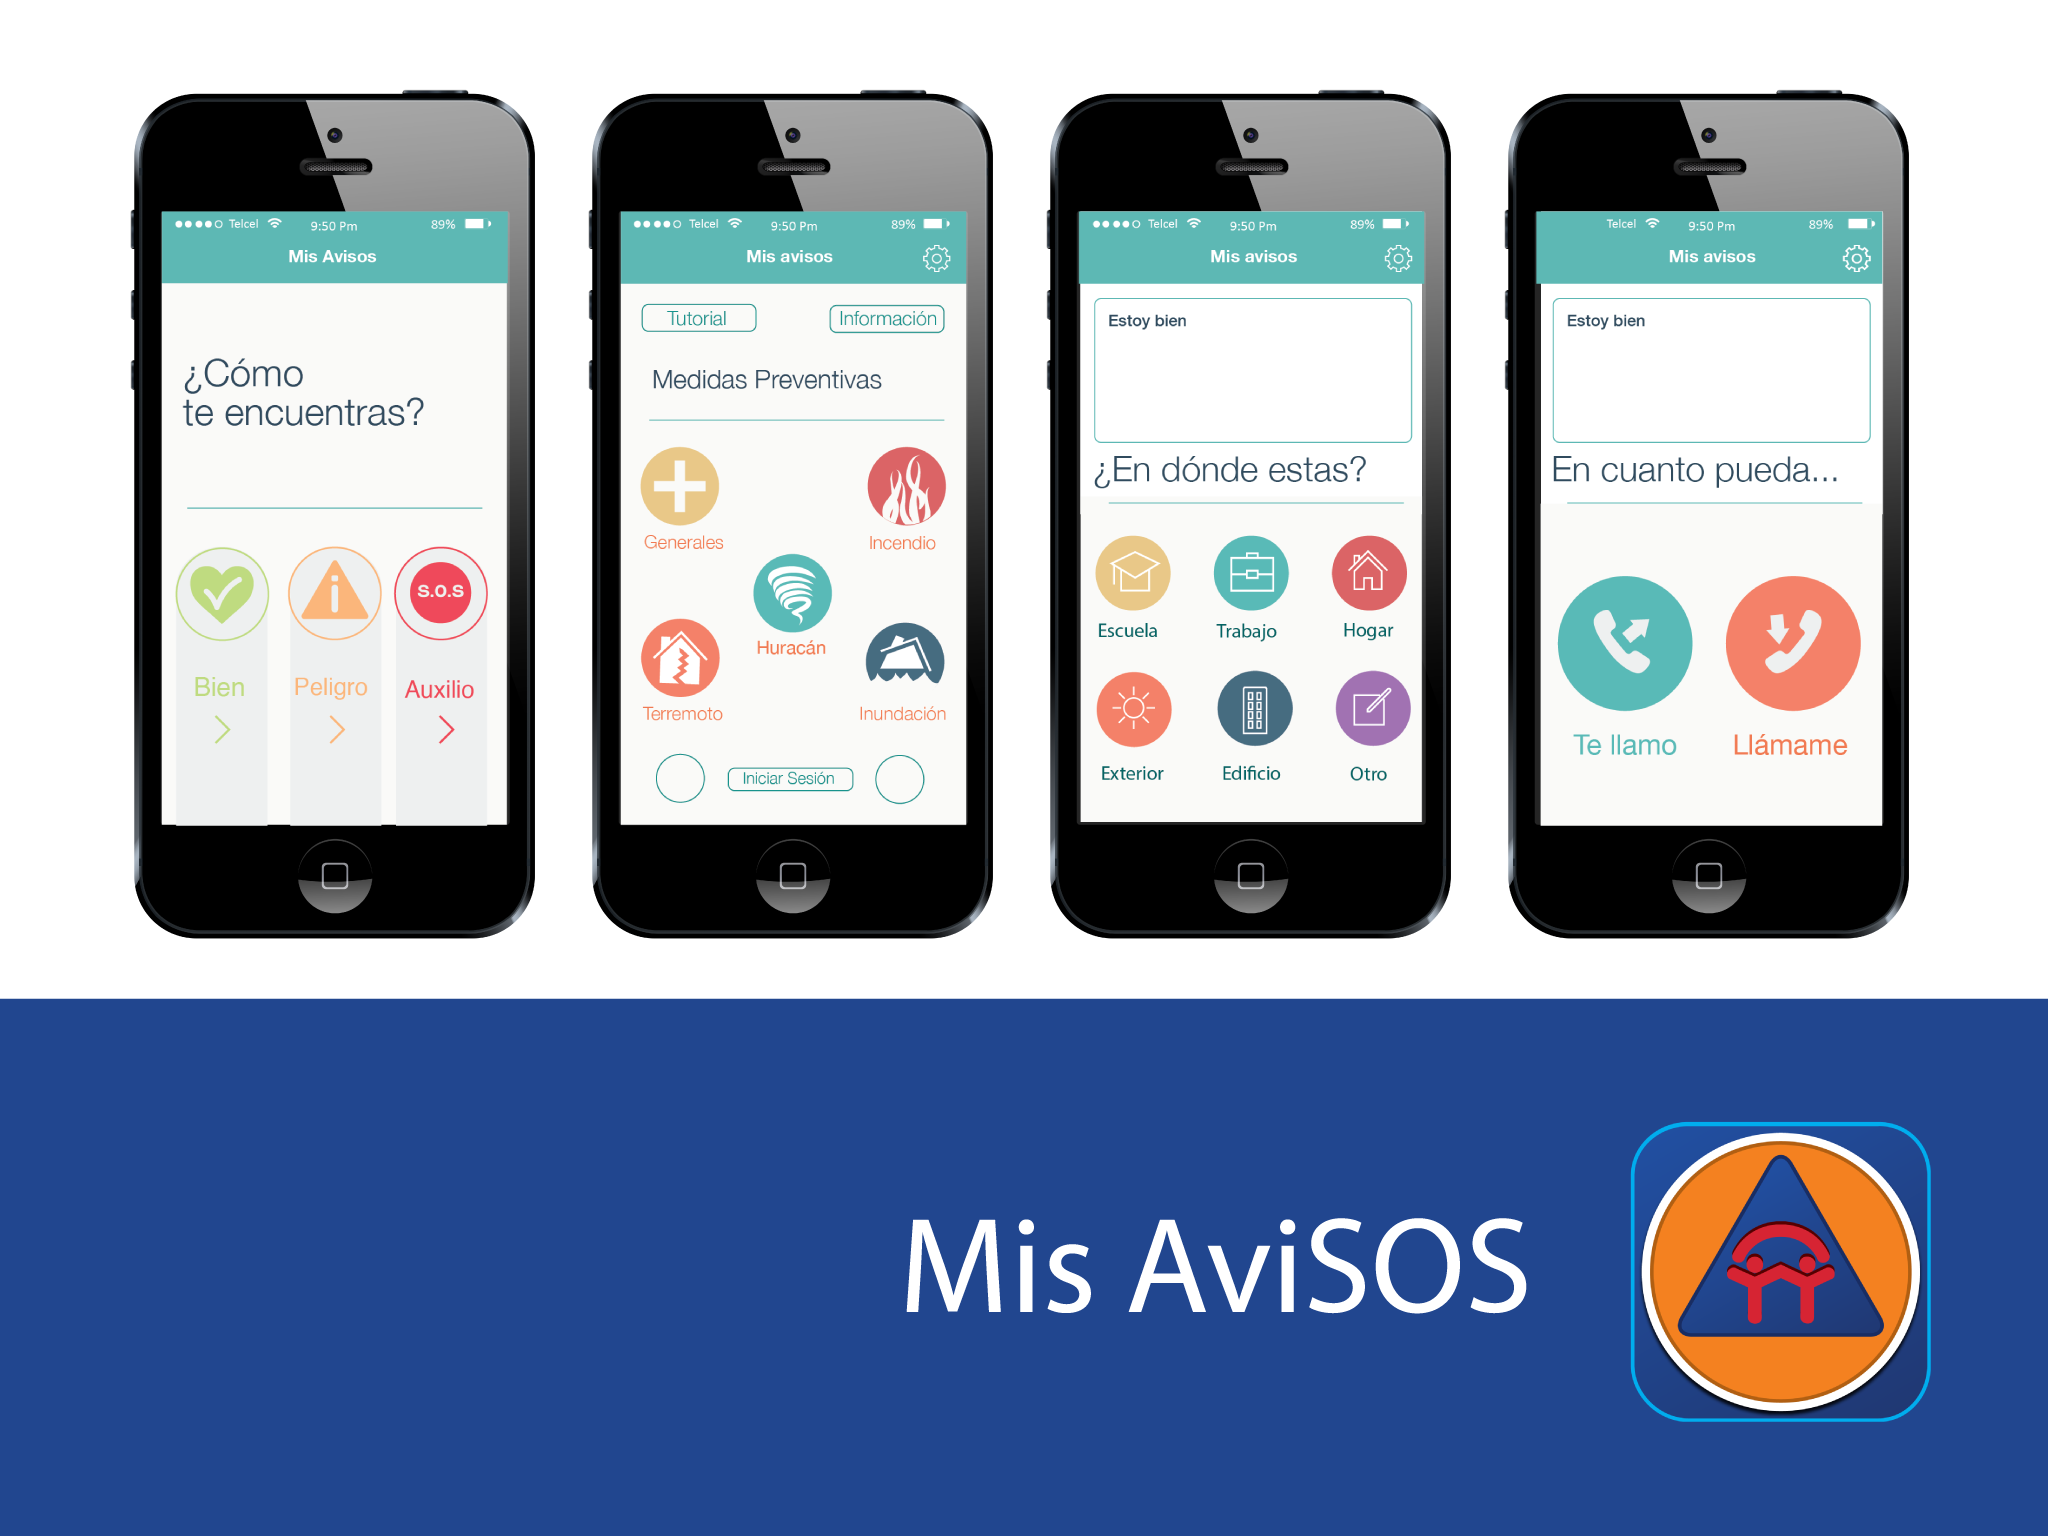 Telcel
9:50 Pm
89%
Mis Avisos
¿Cómo
te encuentras?
S.O.S
Bien
Peligro
Auxilio
Telcel
9:50 Pm
89%
Mis avisos
Tutorial
Información
Medidas Preventivas
Generales
Incendio
Huracán
Terremoto
Inundación
Iniciar Sesión
Telcel
9:50 Pm
89%
Mis avisos
Estoy bien
¿En dónde estas?
Escuela
Trabajo
Hogar
Exterior
Edificio
Otro
Telcel
9:50 Pm
89%
Mis avisos
Estoy bien
En cuanto pueda...
Te llamo
Llámame
Mis AviSOS